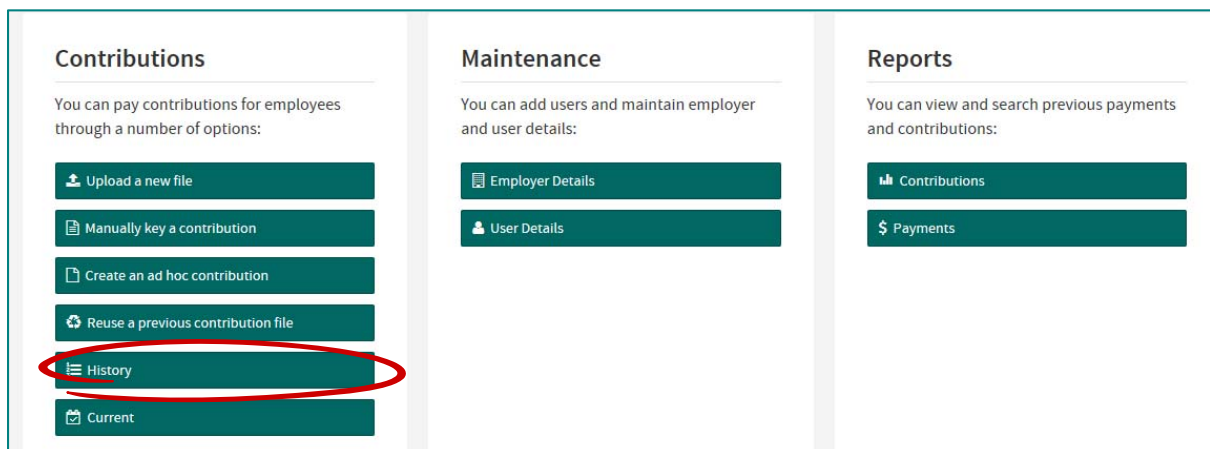 Contributions
You can pay contributions for employees
through a number of options:
Upload a new file
Manually key a contribution
Create an ad hoc contribution
Reuse a previous contribution file
History
Current
Maintenance
You can add users and maintain employer
and user details:
Employer Details
User Details
Reports
You can view and search previous payments
and contributions:
Contributions
Payments